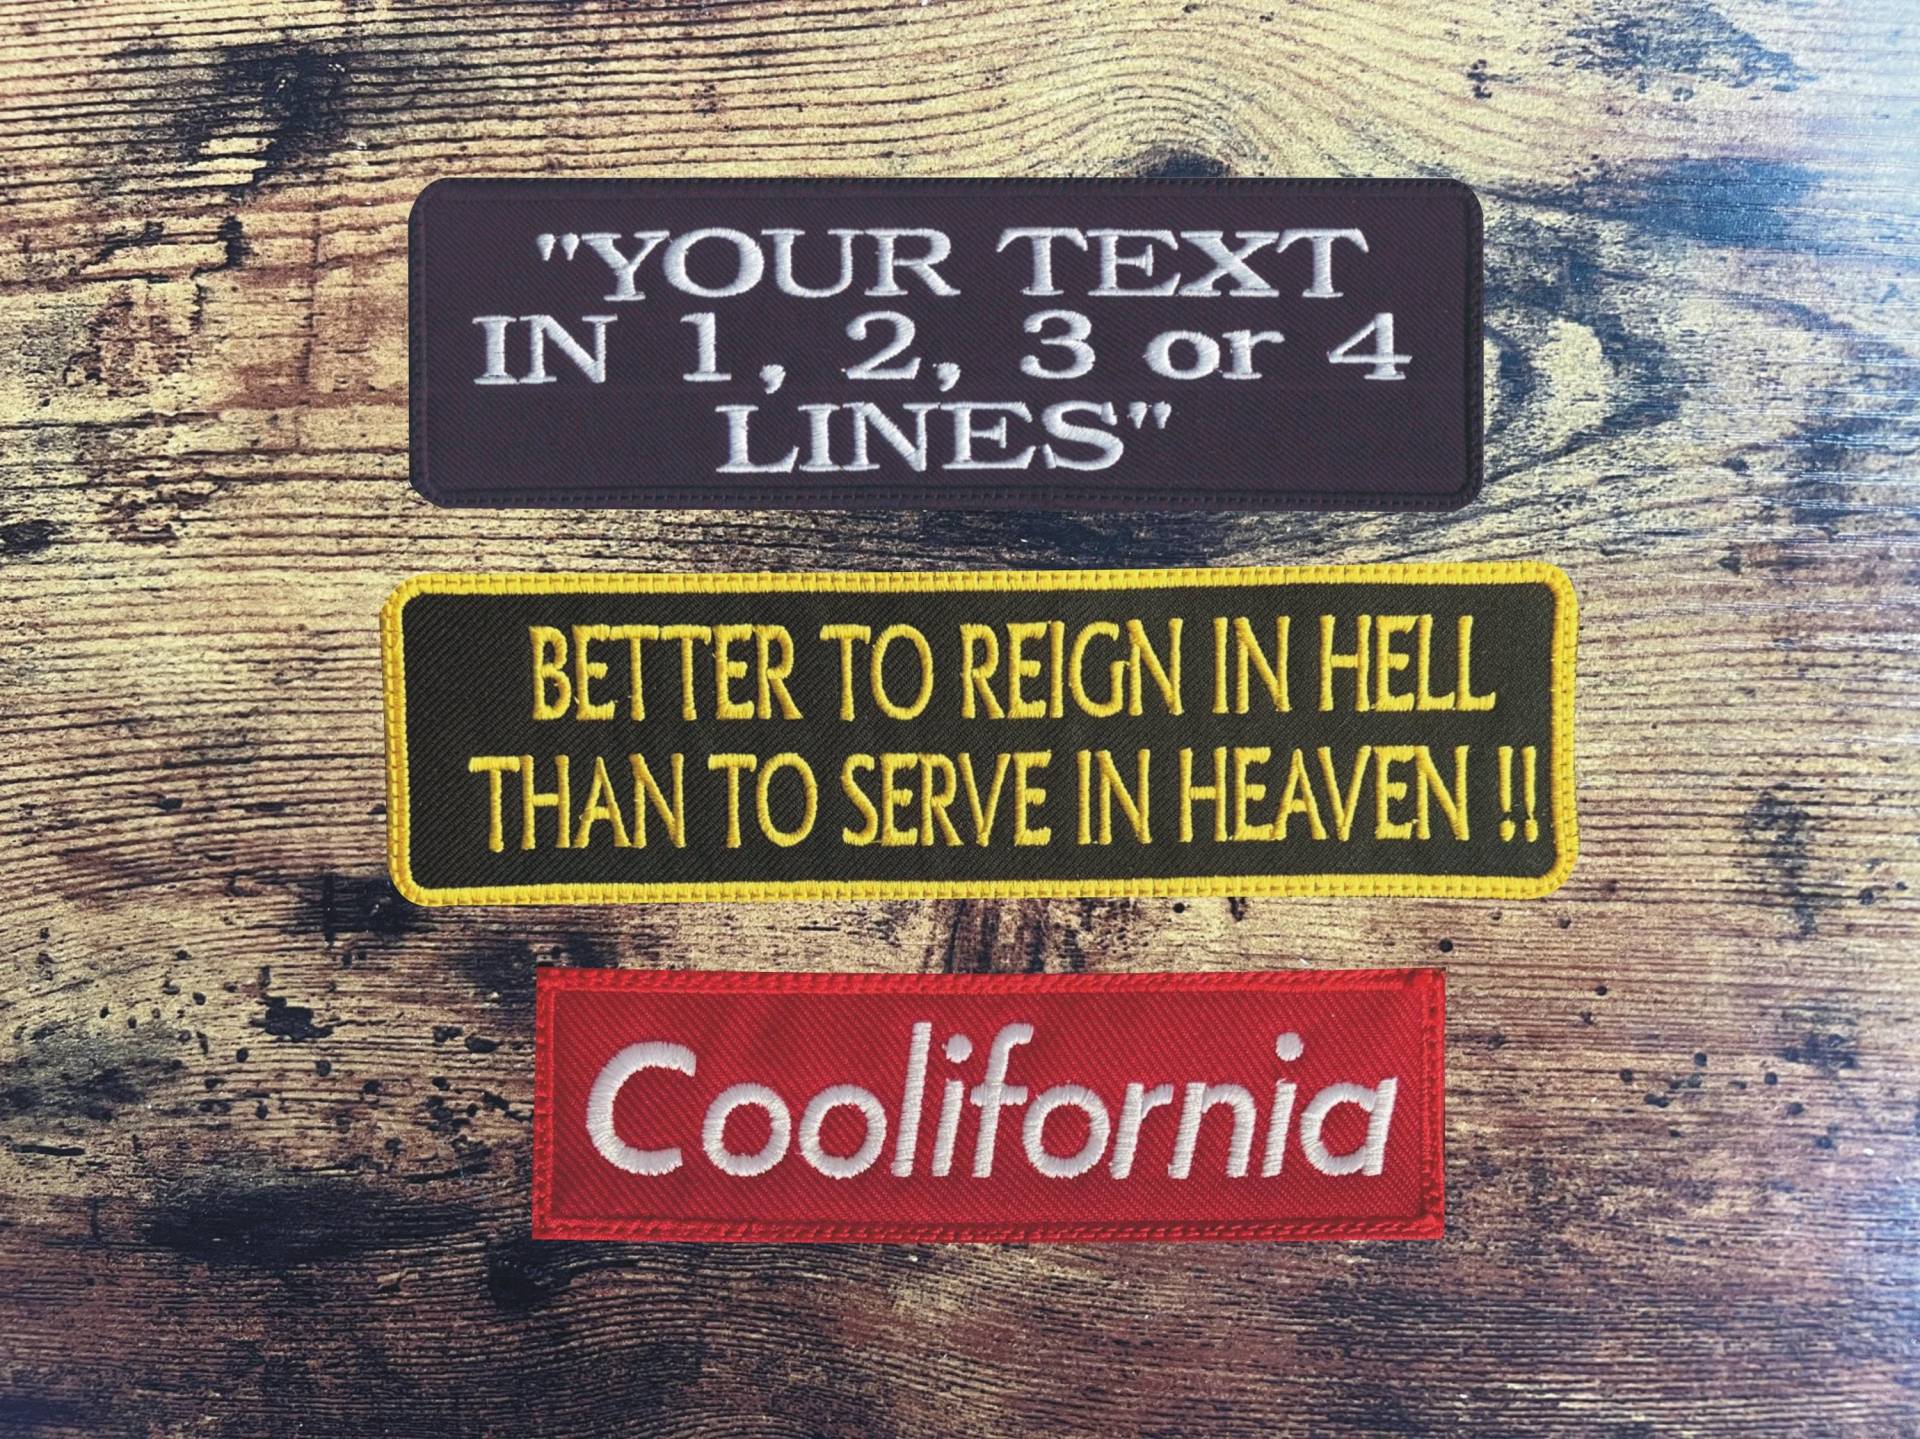 "YOUR TEXT
IN 1, 2, 3 or 4
LINES"
BETTER TO REIGN IN HELL
THAN TO SERVE IN HEAVEN !!
Coolifornia